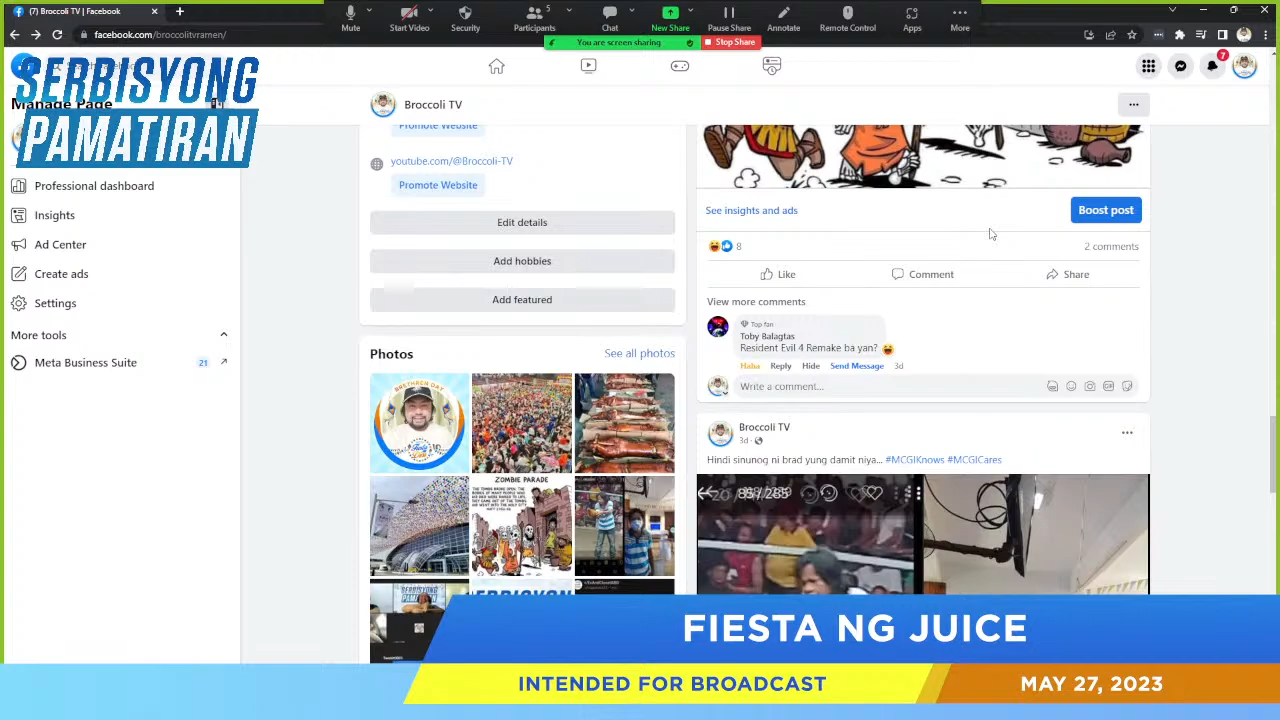 (7) Broccoli TV | Facebook
facebook.com/broccolitvramen/
Mute
Start Video
Security
5
Participants
Chat
New Share
Pause Share
Annotate
Remote Control
Apps
More
You are screen sharing
Stop Share
7
SERBISYONG
PAMATIRAN
Manage Page
Professional dashboard
Insights
Ad Center
Create ads
Settings
More tools
Meta Business Suite
21
Broccoli TV
Promote Website
youtube.com/@Broccoli-TV
Promote Website
Edit details
Add hobbies
Add featured
Photos
See all photos
BRETHREN DAY
ZOMBIE PARADE
SERBISYONG
PAMATIRAN
See insights and ads
Boost post
8
2 comments
Like
Comment
Share
View more comments
Top fan
Toby Balagtas
Resident Evil 4 Remake ba yan?
Haha Reply Hide Send Message 3d
Write a comment...
Broccoli TV
3d
Hindi sinunog ni brad yung damit niya... #MCGIKnows #MCGICares
FIESTA NG JUICE
INTENDED FOR BROADCAST
MAY 27, 2023